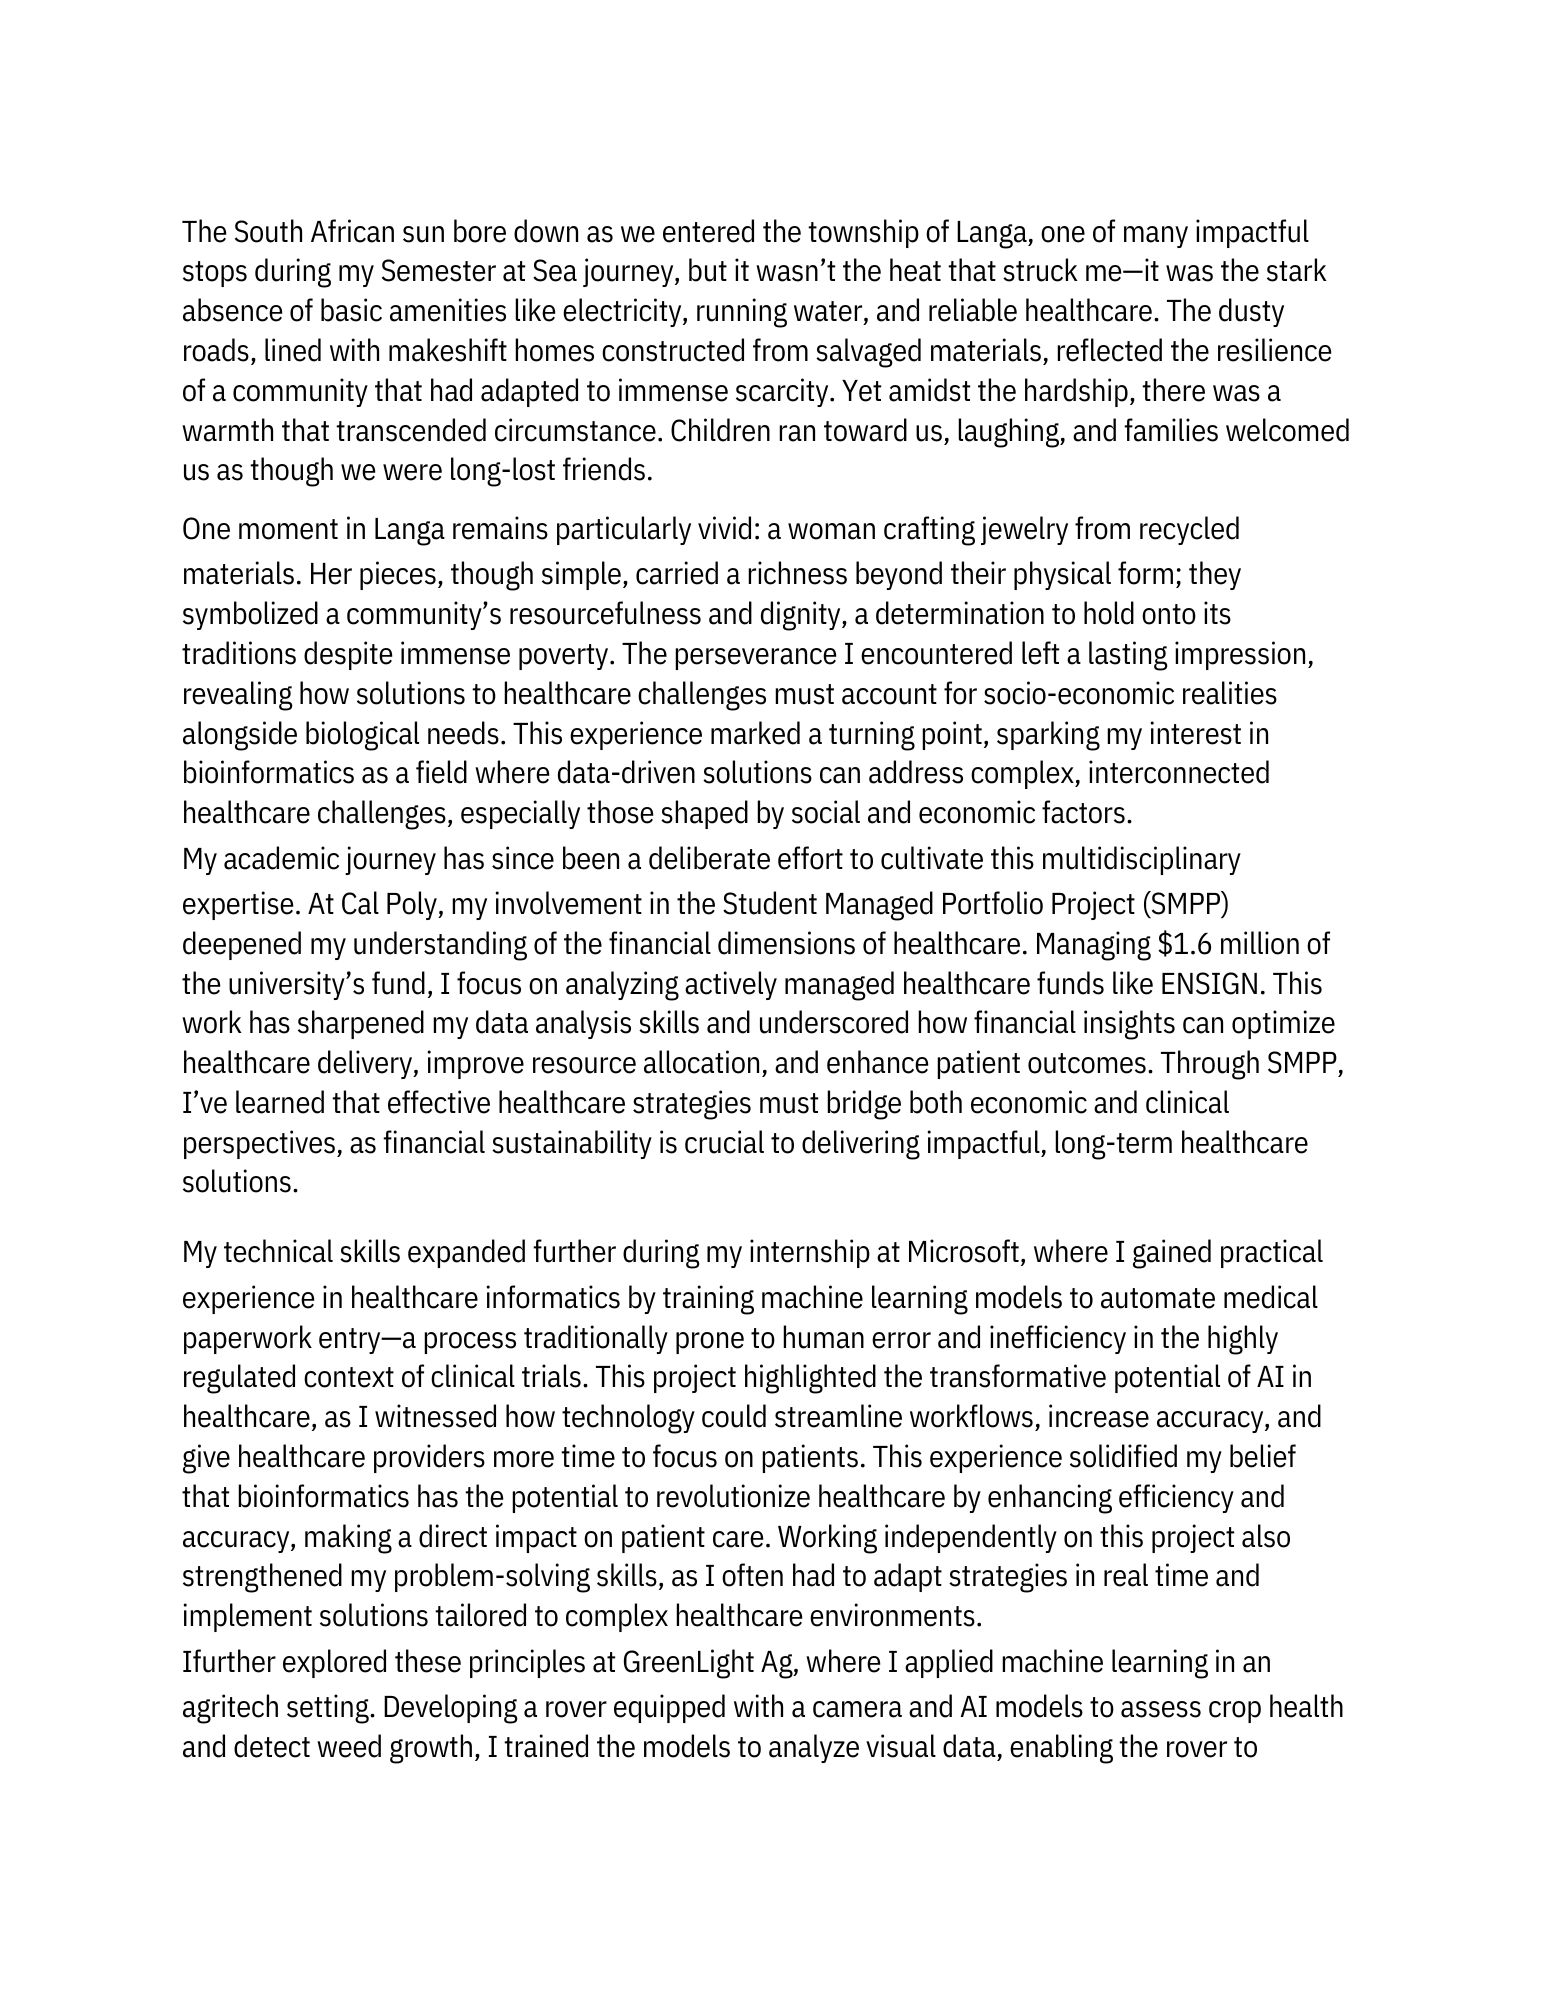 The South African sun bore down as we entered the township of Langa, one of many impactful
stops during my Semester at Sea journey, but it wasn’t the heat that struck me—it was the stark
absence of basic amenities like electricity, running water, and reliable healthcare. The dusty
roads, lined with makeshift homes constructed from salvaged materials, reflected the resilience
of a community that had adapted to immense scarcity. Yet amidst the hardship, there was a
warmth that transcended circumstance. Children ran toward us, laughing, and families welcomed
us as though we were long-lost friends.
One moment in Langa remains particularly vivid: a woman crafting jewelry from recycled
materials. Her pieces, though simple, carried a richness beyond their physical form; they
symbolized a community’s resourcefulness and dignity, a determination to hold onto its
traditions despite immense poverty. The perseverance I encountered left a lasting impression,
revealing how solutions to healthcare challenges must account for socio-economic realities
alongside biological needs. This experience marked a turning point, sparking my interest in
bioinformatics as a field where data-driven solutions can address complex, interconnected
healthcare challenges, especially those shaped by social and economic factors.
My academic journey has since been a deliberate effort to cultivate this multidisciplinary
expertise. At Cal Poly, my involvement in the Student Managed Portfolio Project (SMPP)
deepened my understanding of the financial dimensions of healthcare. Managing $1.6 million of
the university’s fund, I focus on analyzing actively managed healthcare funds like ENSIGN. This
work has sharpened my data analysis skills and underscored how financial insights can optimize
healthcare delivery, improve resource allocation, and enhance patient outcomes. Through SMPP,
I’ve learned that effective healthcare strategies must bridge both economic and clinical
perspectives, as financial sustainability is crucial to delivering impactful, long-term healthcare
solutions.
My technical skills expanded further during my internship at Microsoft, where I gained practical
experience in healthcare informatics by training machine learning models to automate medical
paperwork entry—a process traditionally prone to human error and inefficiency in the highly
regulated context of clinical trials. This project highlighted the transformative potential of AI in
healthcare, as I witnessed how technology could streamline workflows, increase accuracy, and
give healthcare providers more time to focus on patients. This experience solidified my belief
that bioinformatics has the potential to revolutionize healthcare by enhancing efficiency and
accuracy, making a direct impact on patient care. Working independently on this project also
strengthened my problem-solving skills, as I often had to adapt strategies in real time and
implement solutions tailored to complex healthcare environments.
Ifurther explored these principles at GreenLight Ag, where I applied machine learning in an
agritech setting. Developing a rover equipped with a camera and AI models to assess crop health
and detect weed growth, I trained the models to analyze visual data, enabling the rover to